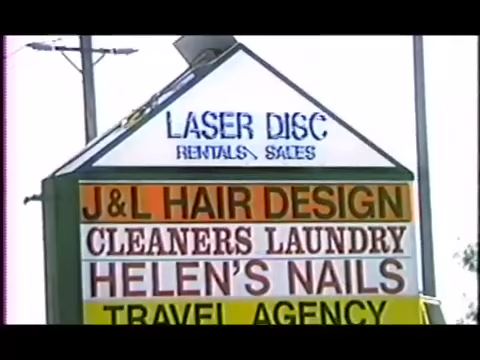 LASER DISC
RENTALS, SALES
J&L HAIR DESIGN
CLEANERS LAUNDRY
HELEN'S NAILS
TRAVEL AGENCY